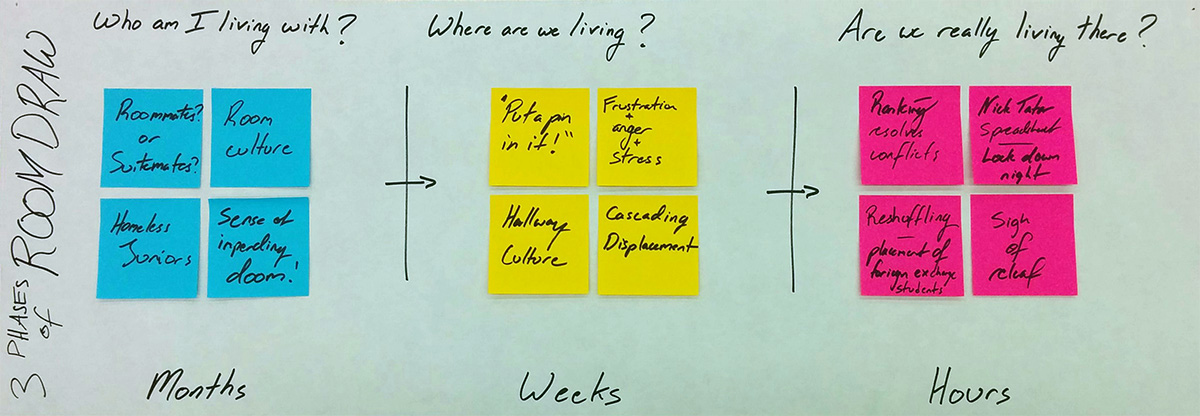 3 PHASES
of
ROOM DRAW
Who am I living with?
Roommates?
or
Suitemates?
Room
culture
Homeless
Juniors
Sense of
impending
doom!
Months
Where are we living?
"Put a pin
in it!"
Frustration
+
anger
+
stress
Hallway
Culture
Cascading
Displacement
Weeks
Are we really living there?
Ranking
resolves
conflicts
Nick Tatar
Spreadsheet
Lock down
night
Reshuffling
—
placement of
foreign exchange
students
Sigh
of
releaf
Hours